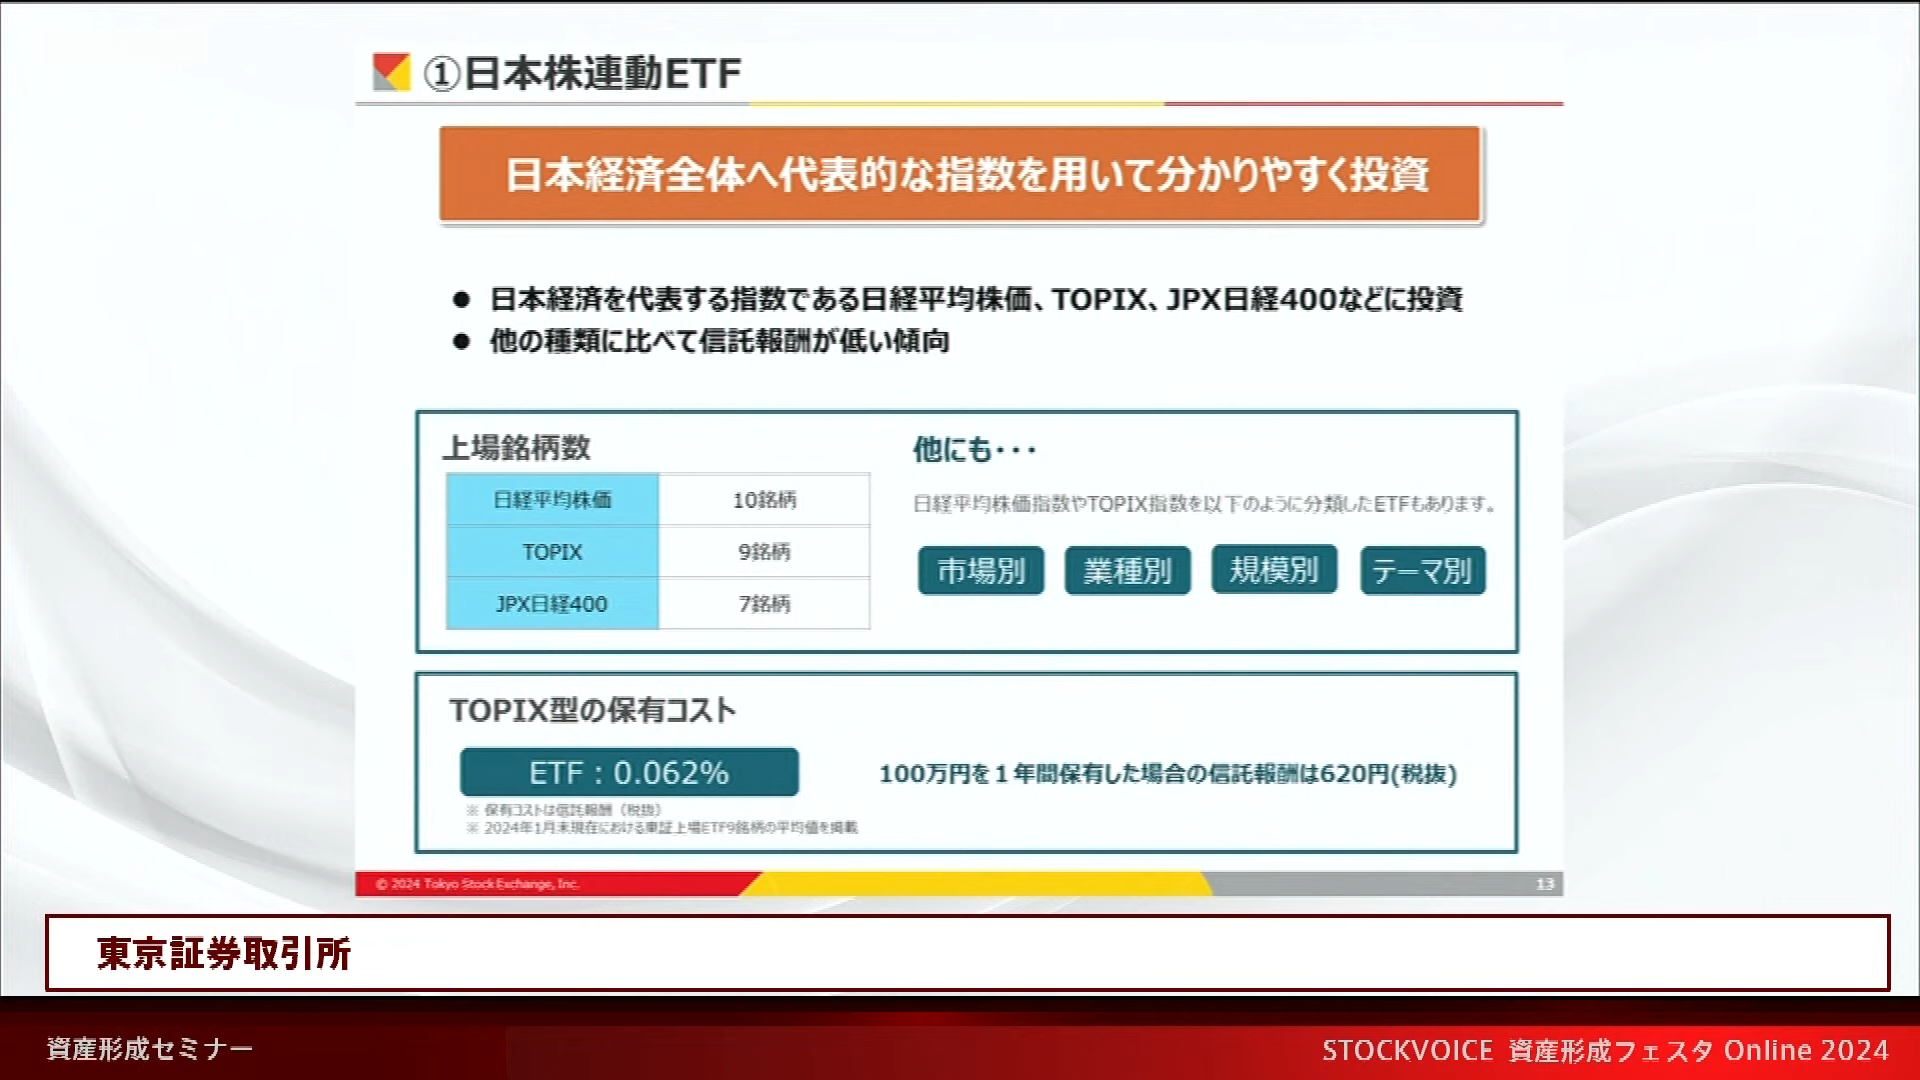 ①日本株連動ETF
日本経済全体へ代表的な指数を用いて分かりやすく投資
● 日本経済を代表する指数である日経平均株価、TOPIX、JPX日経400などに投資
● 他の種類に比べて信託報酬が低い傾向
上場銘柄数
日経平均株価 10銘柄
TOPIX 9銘柄
JPX日経400 7銘柄
他にも･･･
日経平均株価指数やTOPIX指数を以下のように分類したETFもあります。
市場別 業種別 規模別 テーマ別
TOPIX型の保有コスト
ETF：0.062%
100万円を１年間保有した場合の信託報酬は620円(税抜)
※ 保有コストは信託報酬（税抜）
※ 2024年1月末現在における東証上場ETF9銘柄の平均値を掲載
© 2024 Tokyo Stock Exchange, Inc.
13
東京証券取引所
資産形成セミナー
STOCKVOICE 資産形成フェスタ Online 2024